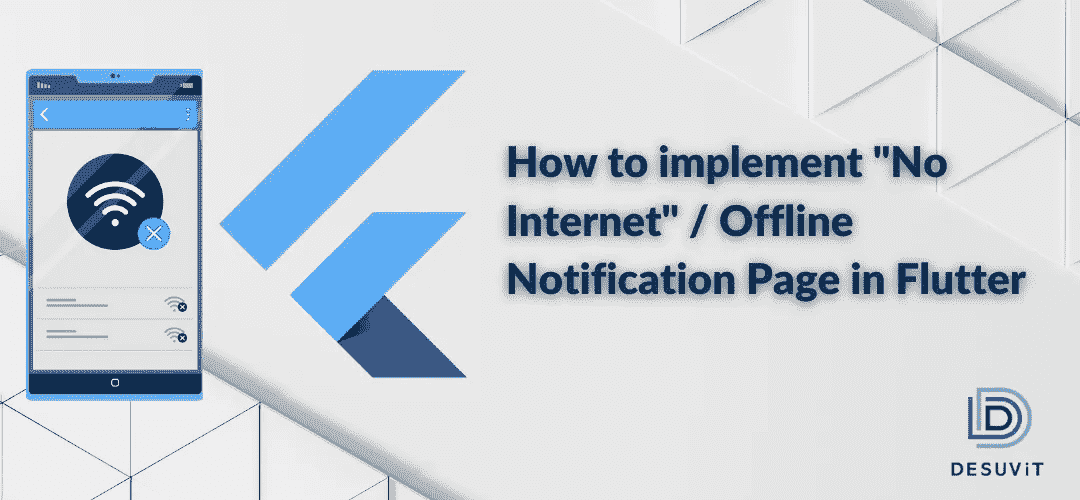 How to implement "No
Internet" / Offline
Notification Page in Flutter
DESUViT